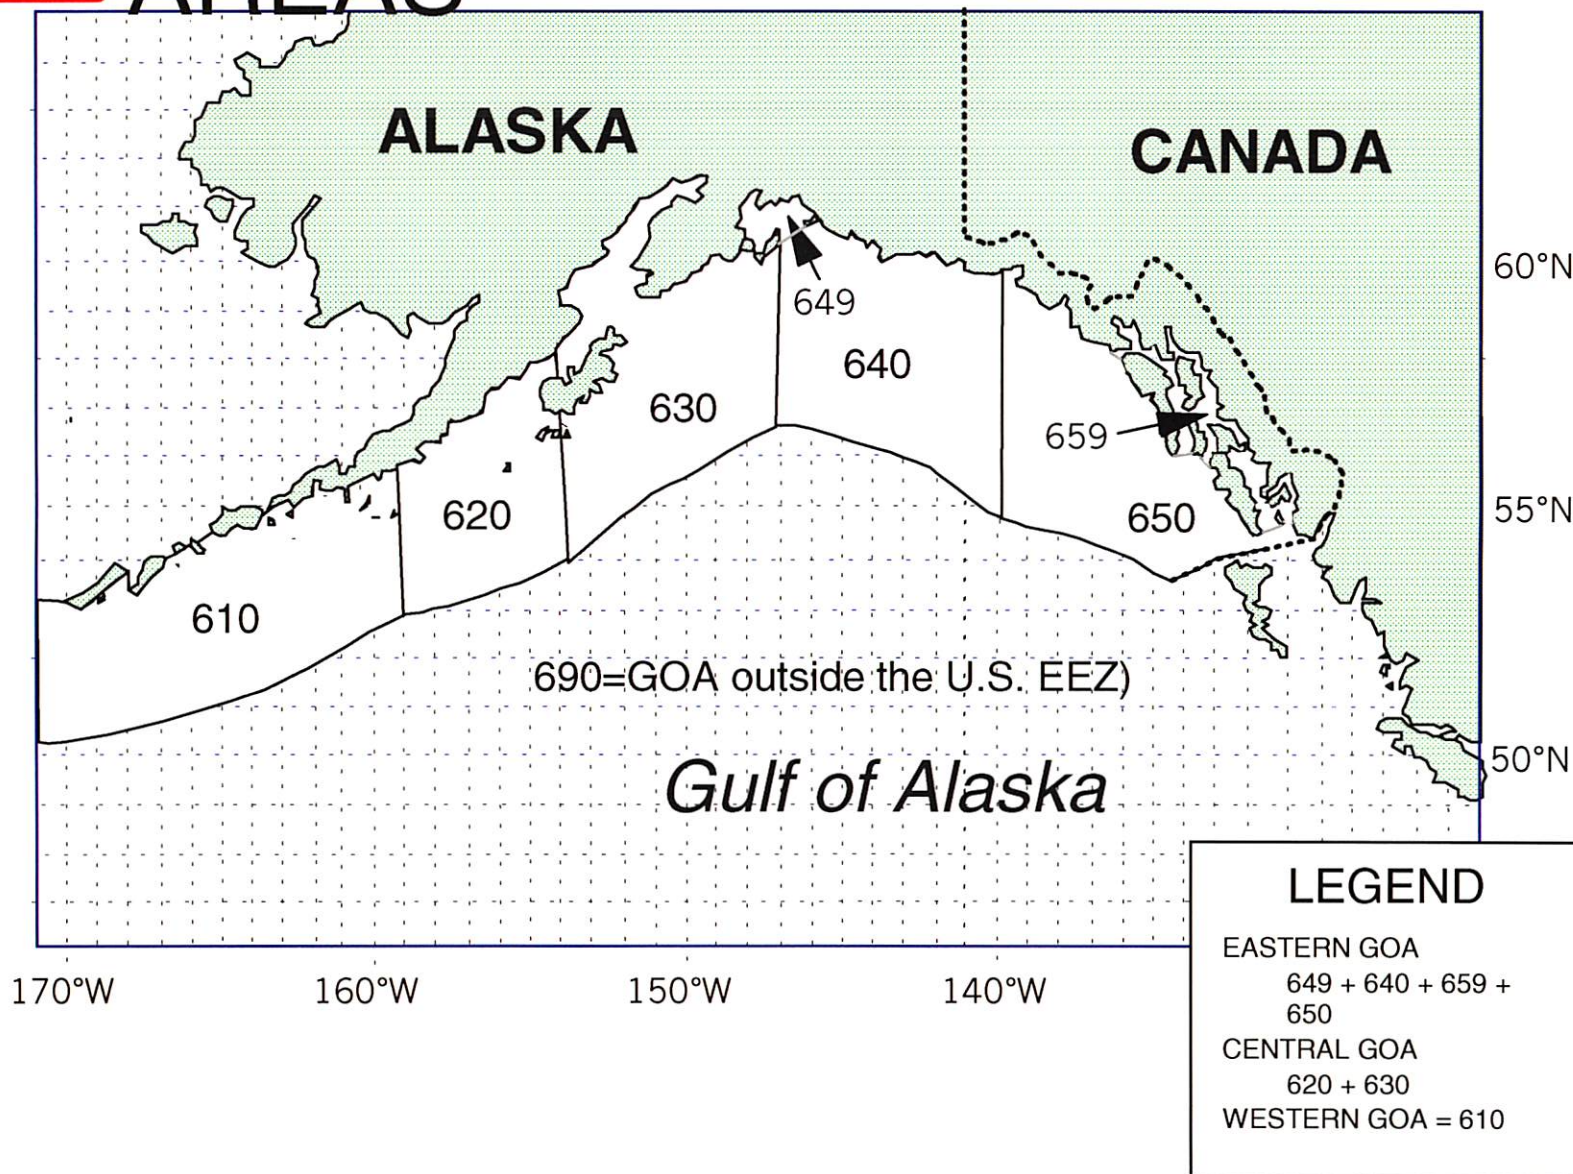 AREAS
ALASKA
CANADA
60°N
649
640
630
659
620
650
55°N
610
690=GOA outside the U.S. EEZ)
50°N
Gulf of Alaska
170°W 160°W 150°W 140°W
LEGEND
EASTERN GOA
649 + 640 + 659 +
650
CENTRAL GOA
620 + 630
WESTERN GOA = 610